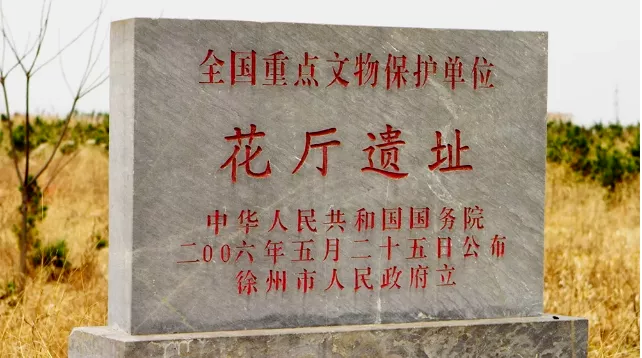 全国重点文物保护单位
花厅遗址
中华人民共和国国务院
二00六年五月二十五日公布
徐州市人民政府立